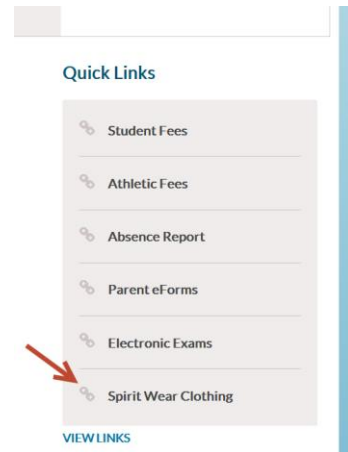 Quick Links
Student Fees
Athletic Fees
Absence Report
Parent eForms
Electronic Exams
Spirit Wear Clothing
VIEW LINKS